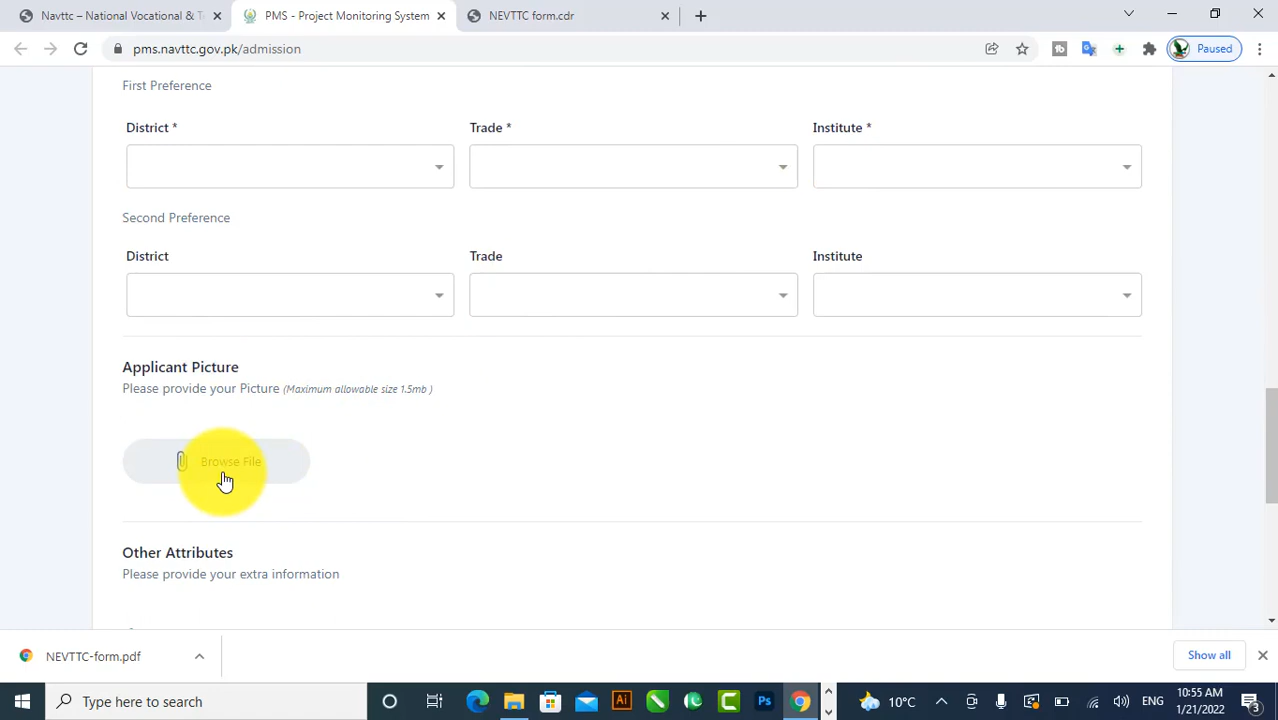 Navttc – National Vocational & T
PMS - Project Monitoring System
NEVTTC form.cdr
pms.navttc.gov.pk/admission
Paused
First Preference
District * Trade * Institute *
Second Preference
District Trade Institute
Applicant Picture
Please provide your Picture (Maximum allowable size 1.5mb )
Browse File
Other Attributes
Please provide your extra information
NEVTTC-form.pdf
Show all
Type here to search
Ai
Ps
10°C
ENG
10:55 AM
1/21/2022
3